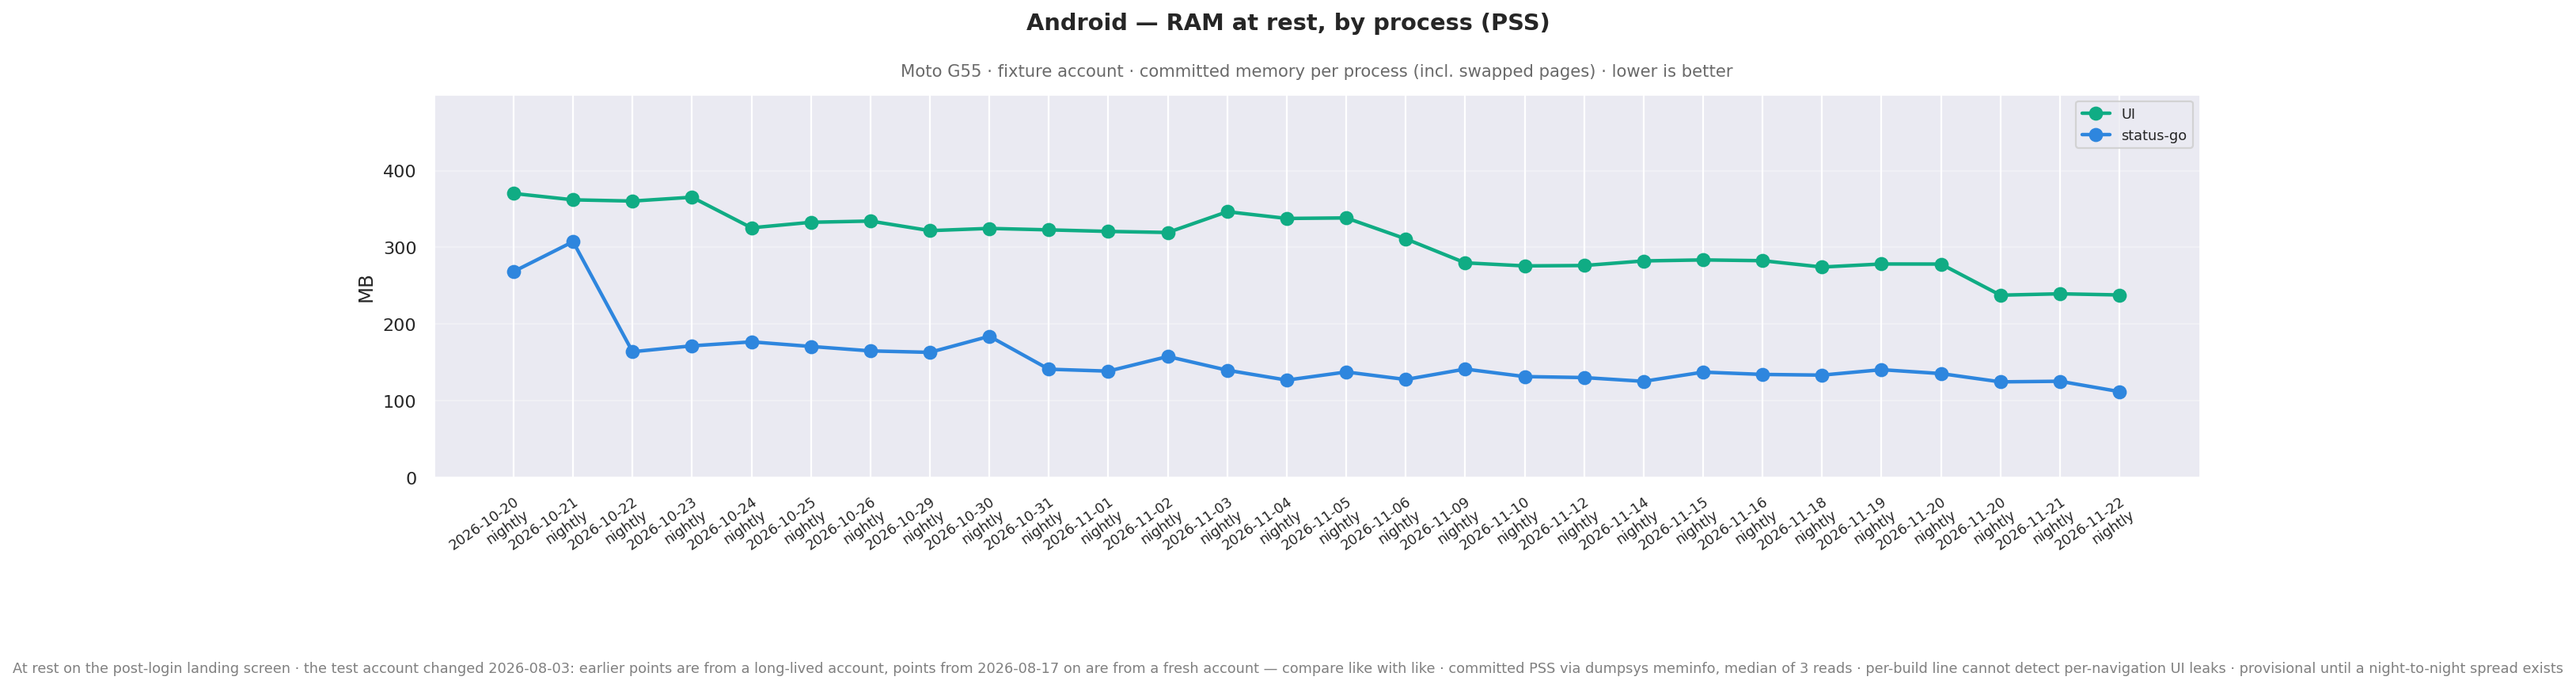 Android — RAM at rest, by process (PSS)
Moto G55 · fixture account · committed memory per process (incl. swapped pages) · lower is better
UI
status-go
MB
400
300
200
100
0
2026-10-20
nightly
2026-10-21
nightly
2026-10-22
nightly
2026-10-23
nightly
2026-10-24
nightly
2026-10-25
nightly
2026-10-26
nightly
2026-10-29
nightly
2026-10-30
nightly
2026-10-31
nightly
2026-11-01
nightly
2026-11-02
nightly
2026-11-03
nightly
2026-11-04
nightly
2026-11-05
nightly
2026-11-06
nightly
2026-11-09
nightly
2026-11-10
nightly
2026-11-12
nightly
2026-11-14
nightly
2026-11-15
nightly
2026-11-16
nightly
2026-11-18
nightly
2026-11-19
nightly
2026-11-20
nightly
2026-11-20
nightly
2026-11-21
nightly
2026-11-22
nightly
At rest on the post-login landing screen · the test account changed 2026-08-03: earlier points are from a long-lived account, points from 2026-08-17 on are from a fresh account — compare like with like · committed PSS via dumpsys meminfo, median of 3 reads · per-build line cannot detect per-navigation UI leaks · provisional until a night-to-night spread exists